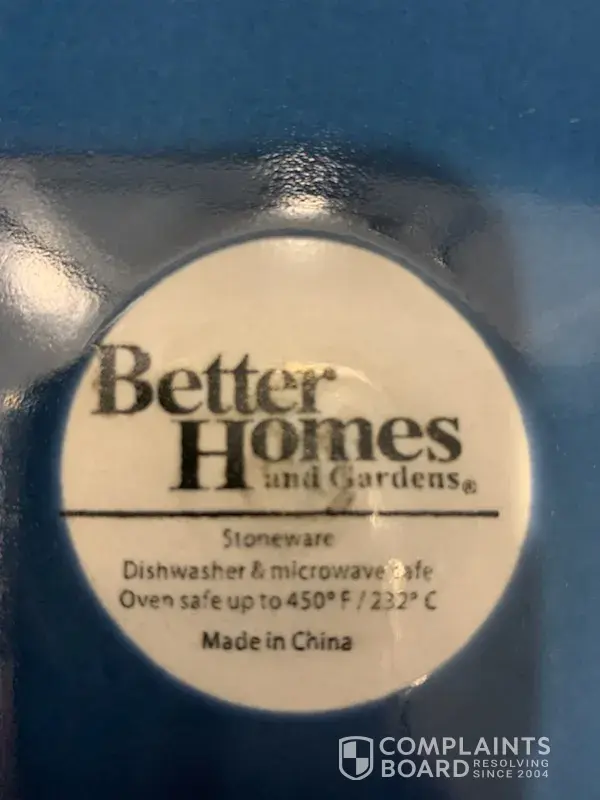 Better
Homes
and Gardens®
Stoneware
Dishwasher & microwave safe
Oven safe up to 450° F / 232° C
Made in China
COMPLAINTS
BOARD
RESOLVING
SINCE 2004